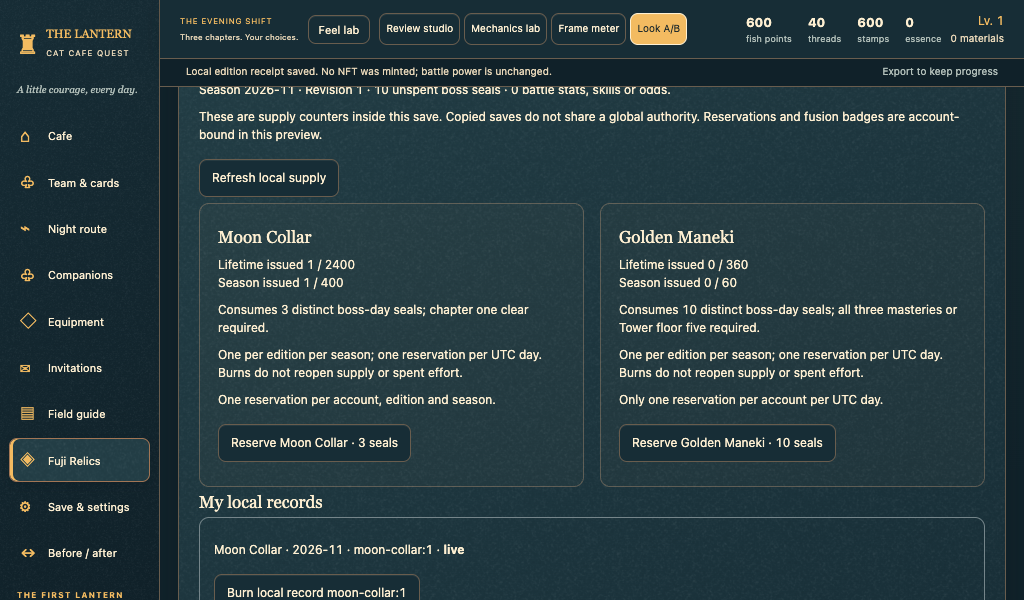 THE LANTERN
CAT CAFE QUEST
A little courage, every day.
Cafe
Team & cards
Night route
Companions
Equipment
Invitations
Field guide
Fuji Relics
Save & settings
Before / after
THE FIRST LANTERN
THE EVENING SHIFT
Three chapters. Your choices.
Feel lab
Review studio
Mechanics lab
Frame meter
Look A/B
600
fish points
40
threads
600
stamps
0
essence
Lv. 1
0 materials
Local edition receipt saved. No NFT was minted; battle power is unchanged.
Export to keep progress
Season 2026-11 · Revision 1 · 10 unspent boss seals · 0 battle stats, skills or odds.
These are supply counters inside this save. Copied saves do not share a global authority. Reservations and fusion badges are account-
bound in this preview.
Refresh local supply
Moon Collar
Lifetime issued 1 / 2400
Season issued 1 / 400
Consumes 3 distinct boss-day seals; chapter one clear
required.
One per edition per season; one reservation per UTC day.
Burns do not reopen supply or spent effort.
One reservation per account, edition and season.
Reserve Moon Collar · 3 seals
Golden Maneki
Lifetime issued 0 / 360
Season issued 0 / 60
Consumes 10 distinct boss-day seals; all three masteries or
Tower floor five required.
One per edition per season; one reservation per UTC day.
Burns do not reopen supply or spent effort.
Only one reservation per account per UTC day.
Reserve Golden Maneki · 10 seals
My local records
Moon Collar · 2026-11 · moon-collar:1 · live
Burn local record moon-collar:1